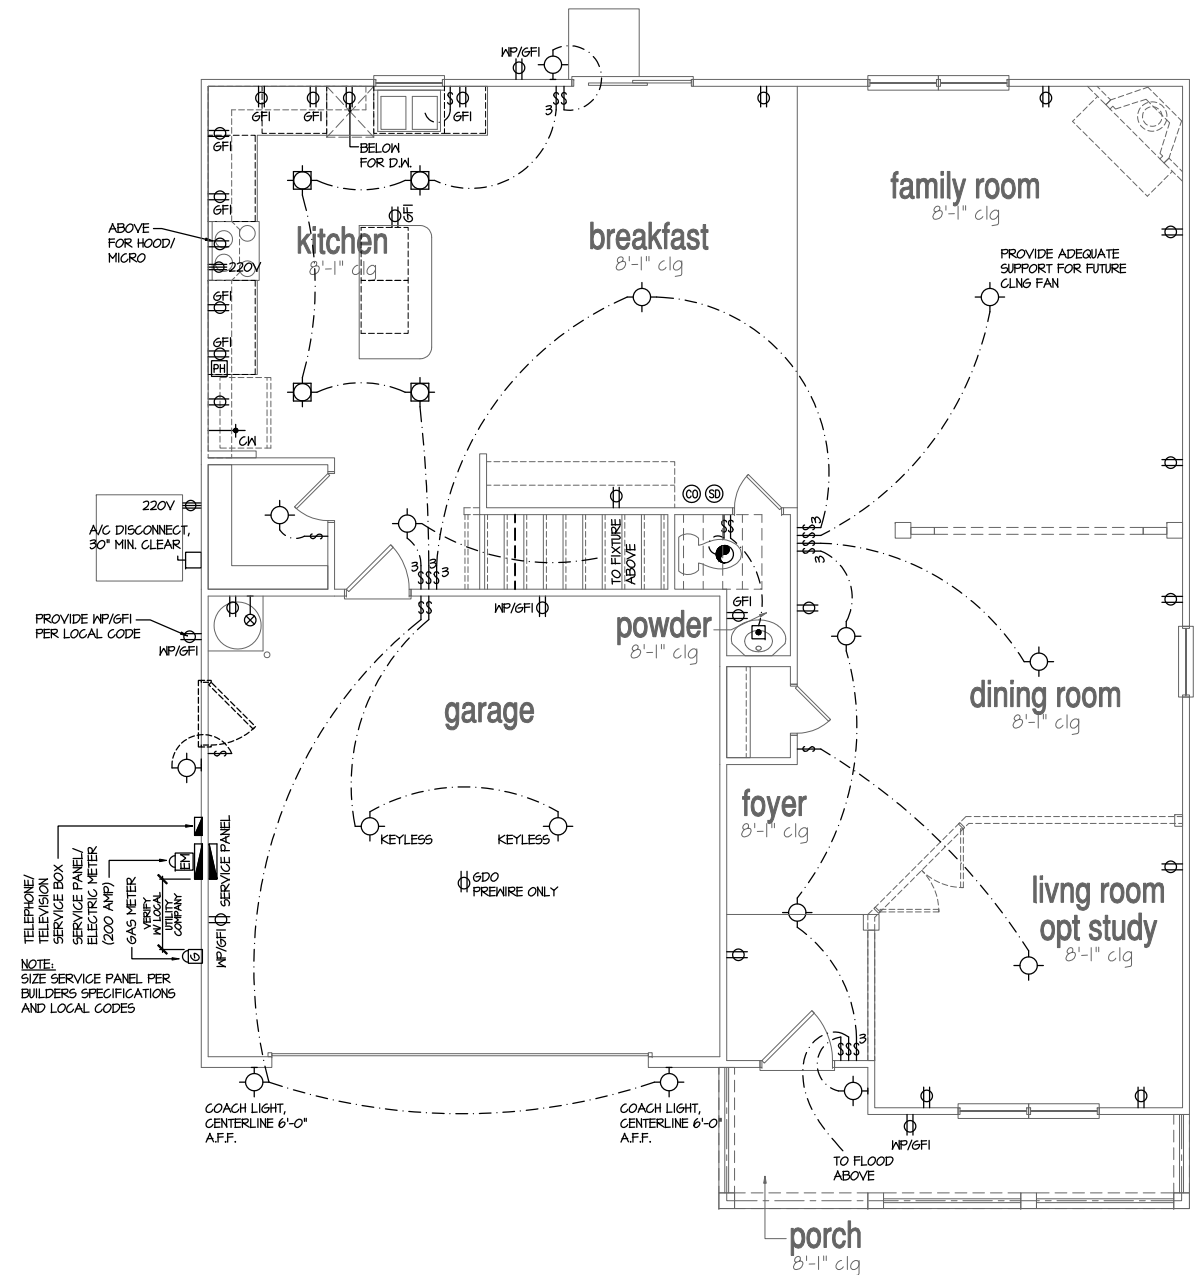 WP/GFI
3
GFI
GFI
GFI
GFI
BELOW
FOR D.W.
family room
8'-1" clg
GFI
GFI
kitchen
8'-1" clg
breakfast
8'-1" clg
ABOVE
FOR HOOD/
MICRO
220V
PROVIDE ADEQUATE
SUPPORT FOR FUTURE
CLNG FAN
GFI
GFI
PH
CW
CO
SD
220V
A/C DISCONNECT,
30" MIN. CLEAR
3
3
3
3
TO FIXTURE
ABOVE
GFI
WP/GFI
PROVIDE WP/GFI
PER LOCAL CODE
WP/GFI
powder
8'-1" clg
garage
dining room
8'-1" clg
foyer
8'-1" clg
KEYLESS
KEYLESS
GDO
PREWIRE ONLY
livng room
opt study
8'-1" clg
TELEPHONE/
TELEVISION
SERVICE BOX
SERVICE PANEL/
ELECTRIC METER
(200 AMP)
GAS METER
VERIFY
W/ LOCAL
UTILITY
COMPANY
EM
G
SERVICE PANEL
WP/GFI
NOTE:
SIZE SERVICE PANEL PER
BUILDERS SPECIFICATIONS
AND LOCAL CODES
3
COACH LIGHT,
CENTERLINE 6'-0"
A.F.F.
COACH LIGHT,
CENTERLINE 6'-0"
A.F.F.
WP/GFI
TO FLOOD
ABOVE
porch
8'-1" clg